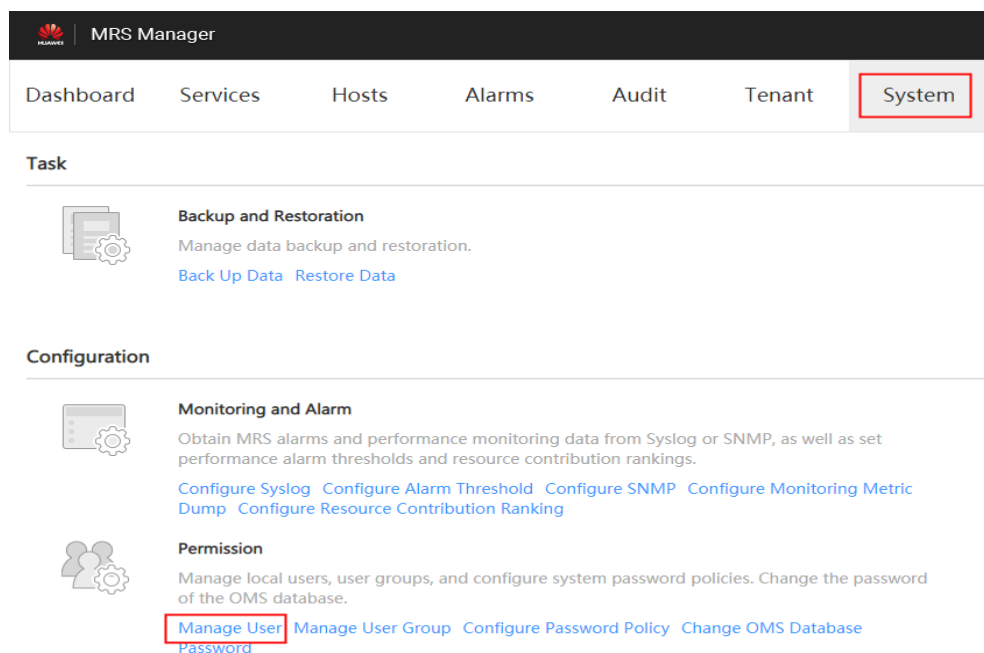 HUAWEI MRS Manager
Dashboard Services Hosts Alarms Audit Tenant System
Task
Backup and Restoration
Manage data backup and restoration.
Back Up Data Restore Data
Configuration
Monitoring and Alarm
Obtain MRS alarms and performance monitoring data from Syslog or SNMP, as well as set
performance alarm thresholds and resource contribution rankings.
Configure Syslog Configure Alarm Threshold Configure SNMP Configure Monitoring Metric
Dump Configure Resource Contribution Ranking
Permission
Manage local users, user groups, and configure system password policies. Change the password
of the OMS database.
Manage User Manage User Group Configure Password Policy Change OMS Database
Password